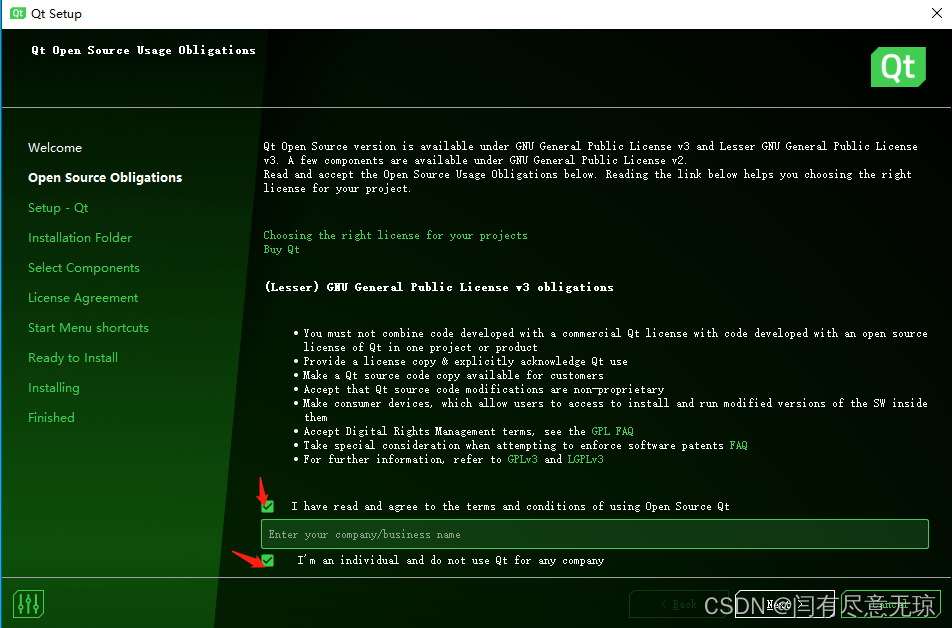 Qt Qt Setup
Qt Open Source Usage Obligations
Qt
Welcome
Open Source Obligations
Setup - Qt
Installation Folder
Select Components
License Agreement
Start Menu shortcuts
Ready to Install
Installing
Finished
Qt Open Source version is available under GNU General Public License v3 and Lesser GNU General Public License
v3. A few components are available under GNU General Public License v2.
Read and accept the Open Source Usage Obligations below. Reading the link below helps you choosing the right
license for your project.
Choosing the right license for your projects
Buy Qt
(Lesser) GNU General Public License v3 obligations
• You must not combine code developed with a commercial Qt license with code developed with an open source
license of Qt in one project or product
• Provide a license copy & explicitly acknowledge Qt use
• Make a Qt source code copy available for customers
• Accept that Qt source code modifications are non-proprietary
• Make consumer devices, which allow users to access to install and run modified versions of the SW inside
them
• Accept Digital Rights Management terms, see the GPL FAQ
• Take special consideration when attempting to enforce software patents FAQ
• For further information, refer to GPLv3 and LGPLv3
I have read and agree to the terms and conditions of using Open Source Qt
Enter your company/business name
I'm an individual and do not use Qt for any company
< Back
Next >
Cancel
CSDN @闫有尽意无琼